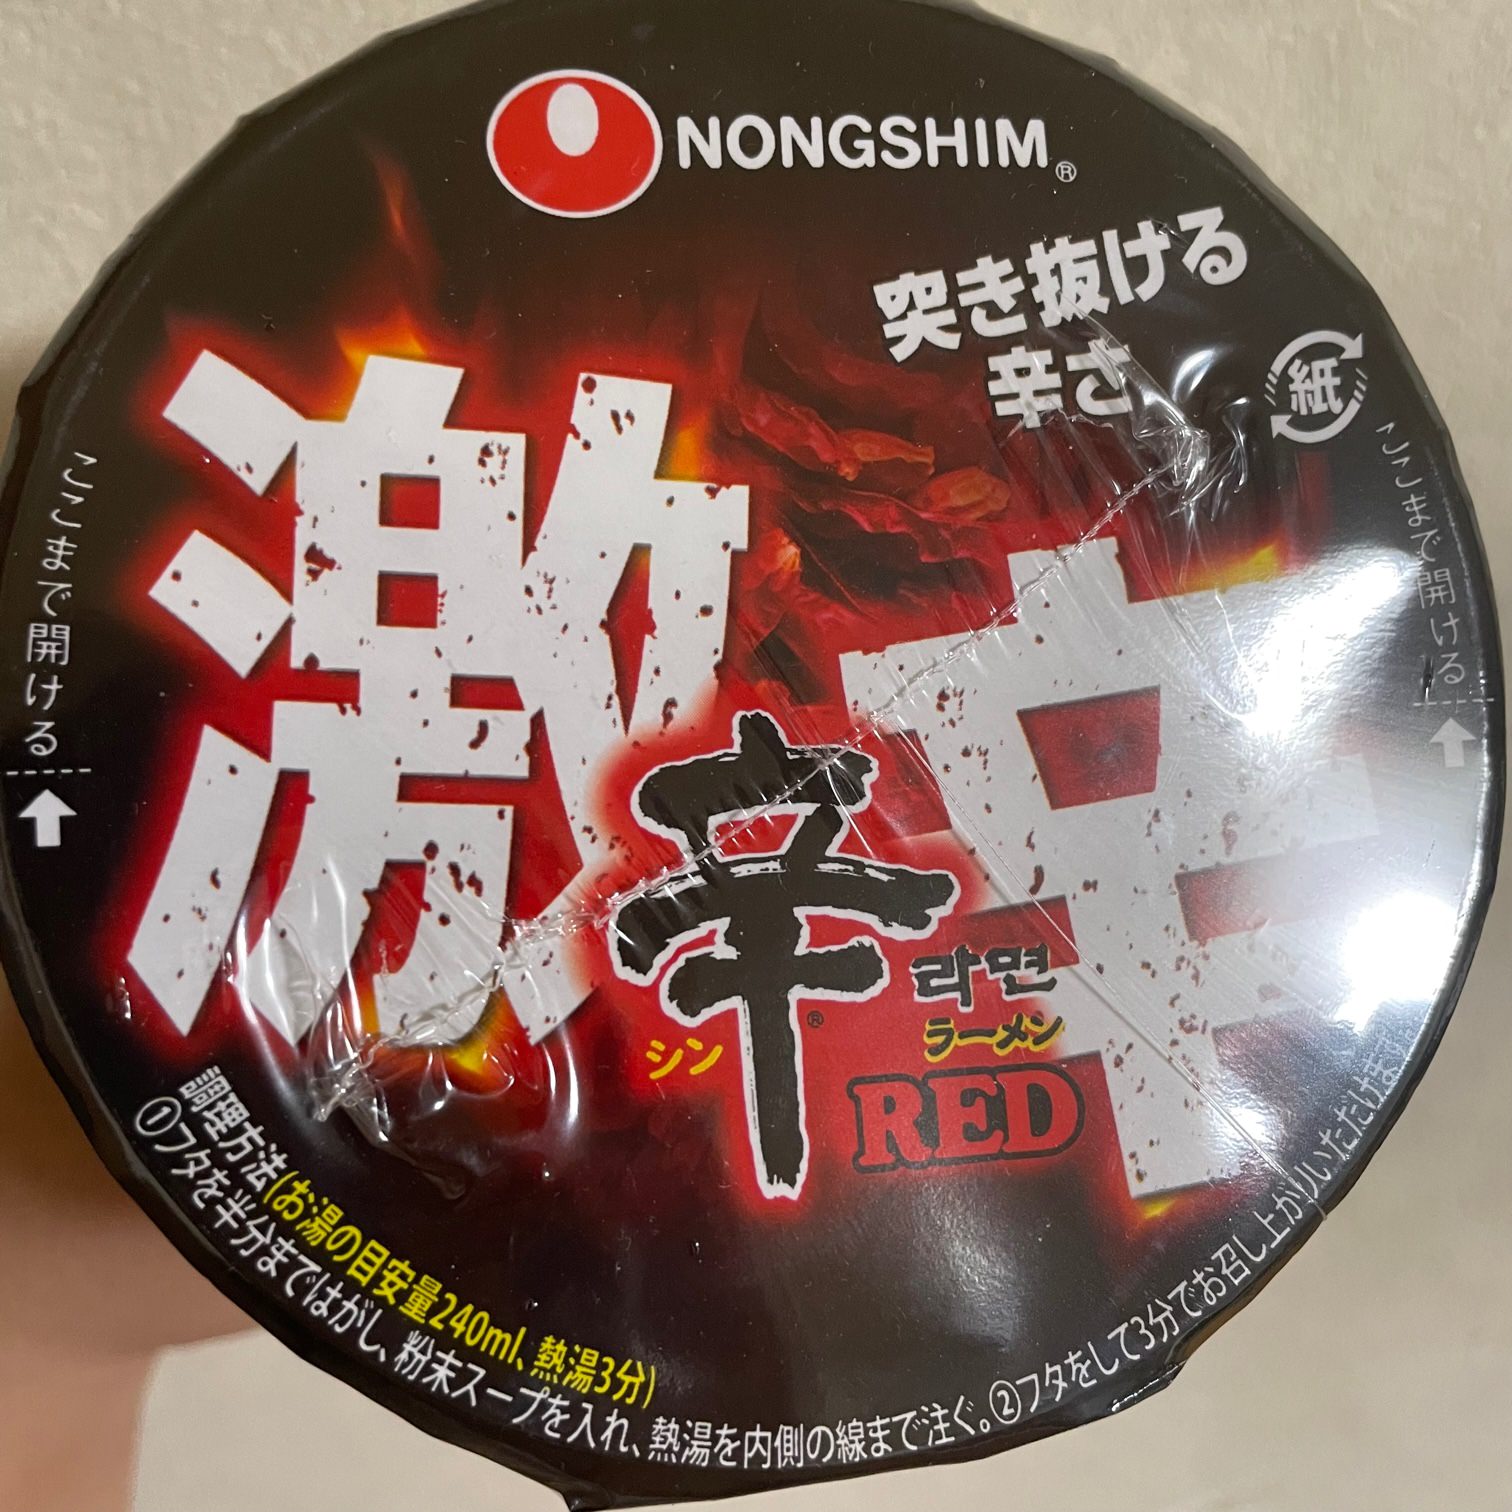 NONGSHIM®
突き抜ける
辛さ
紙
激辛
辛®
シン
라면
ラーメン
RED
ここまで開ける
ここまで開ける
調理方法(お湯の目安量240ml、熱湯3分)
①フタを半分まではがし、粉末スープを入れ、熱湯を内側の線まで注ぐ。②フタをして3分でお召し上がりいただけます。